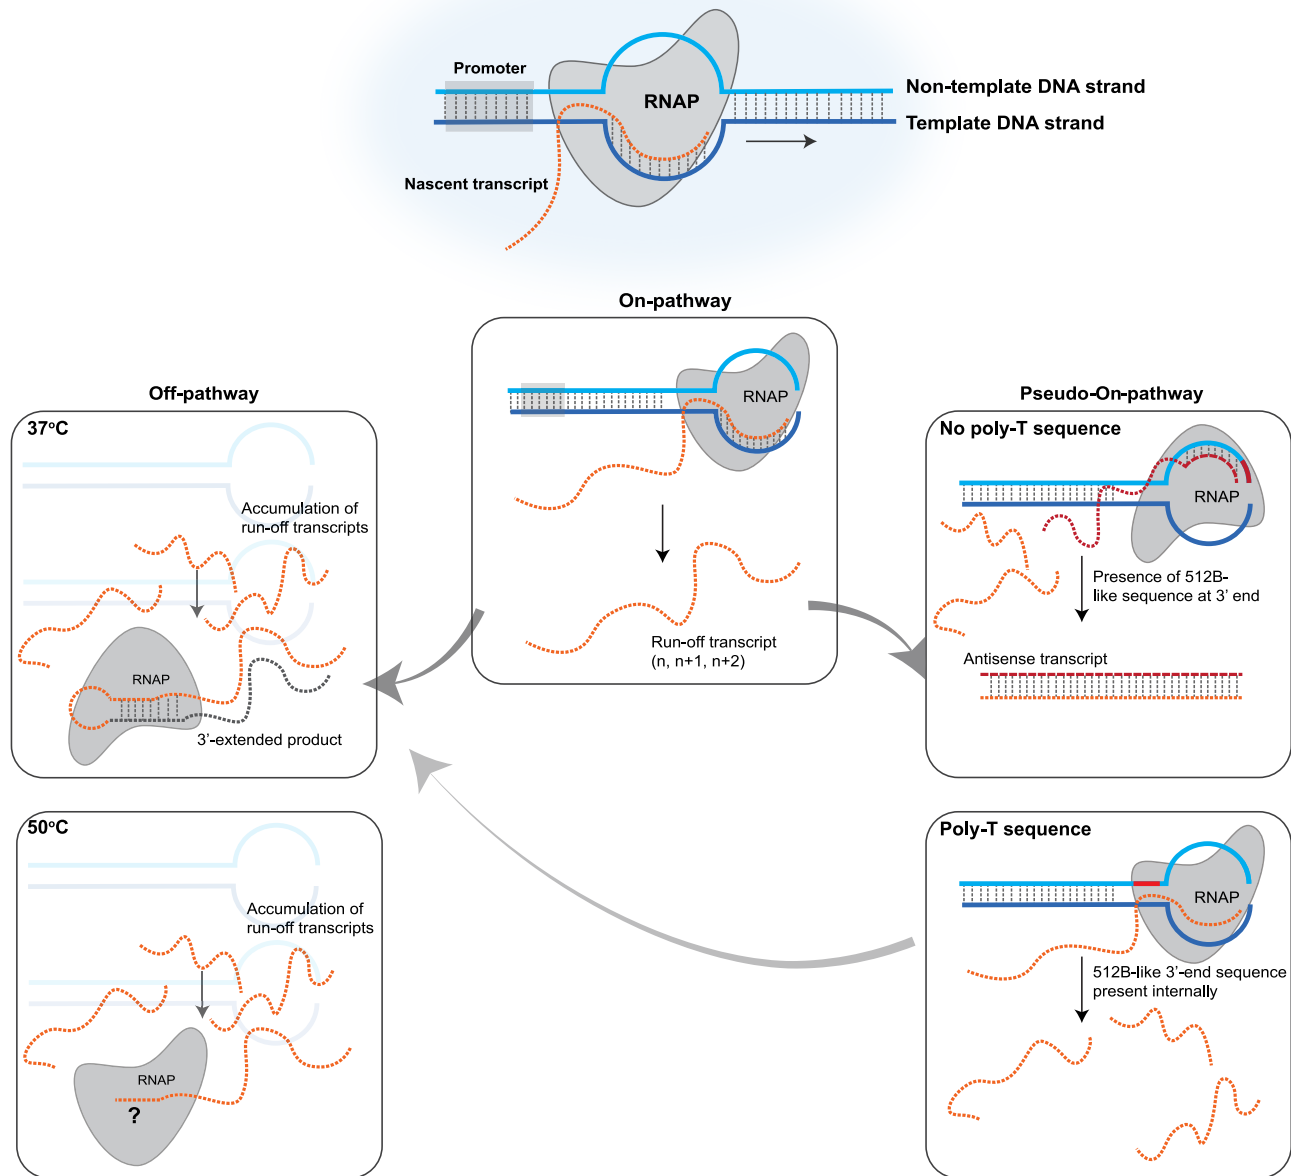 Promoter
RNAP
Non-template DNA strand
Template DNA strand
Nascent transcript
On-pathway
RNAP
Run-off transcript
(n, n+1, n+2)
Off-pathway
37°C
Accumulation of
run-off transcripts
RNAP
3'-extended product
50°C
Accumulation of
run-off transcripts
RNAP
?
Pseudo-On-pathway
No poly-T sequence
RNAP
Presence of 512B-
like sequence at 3' end
Antisense transcript
Poly-T sequence
RNAP
512B-like 3'-end sequence
present internally